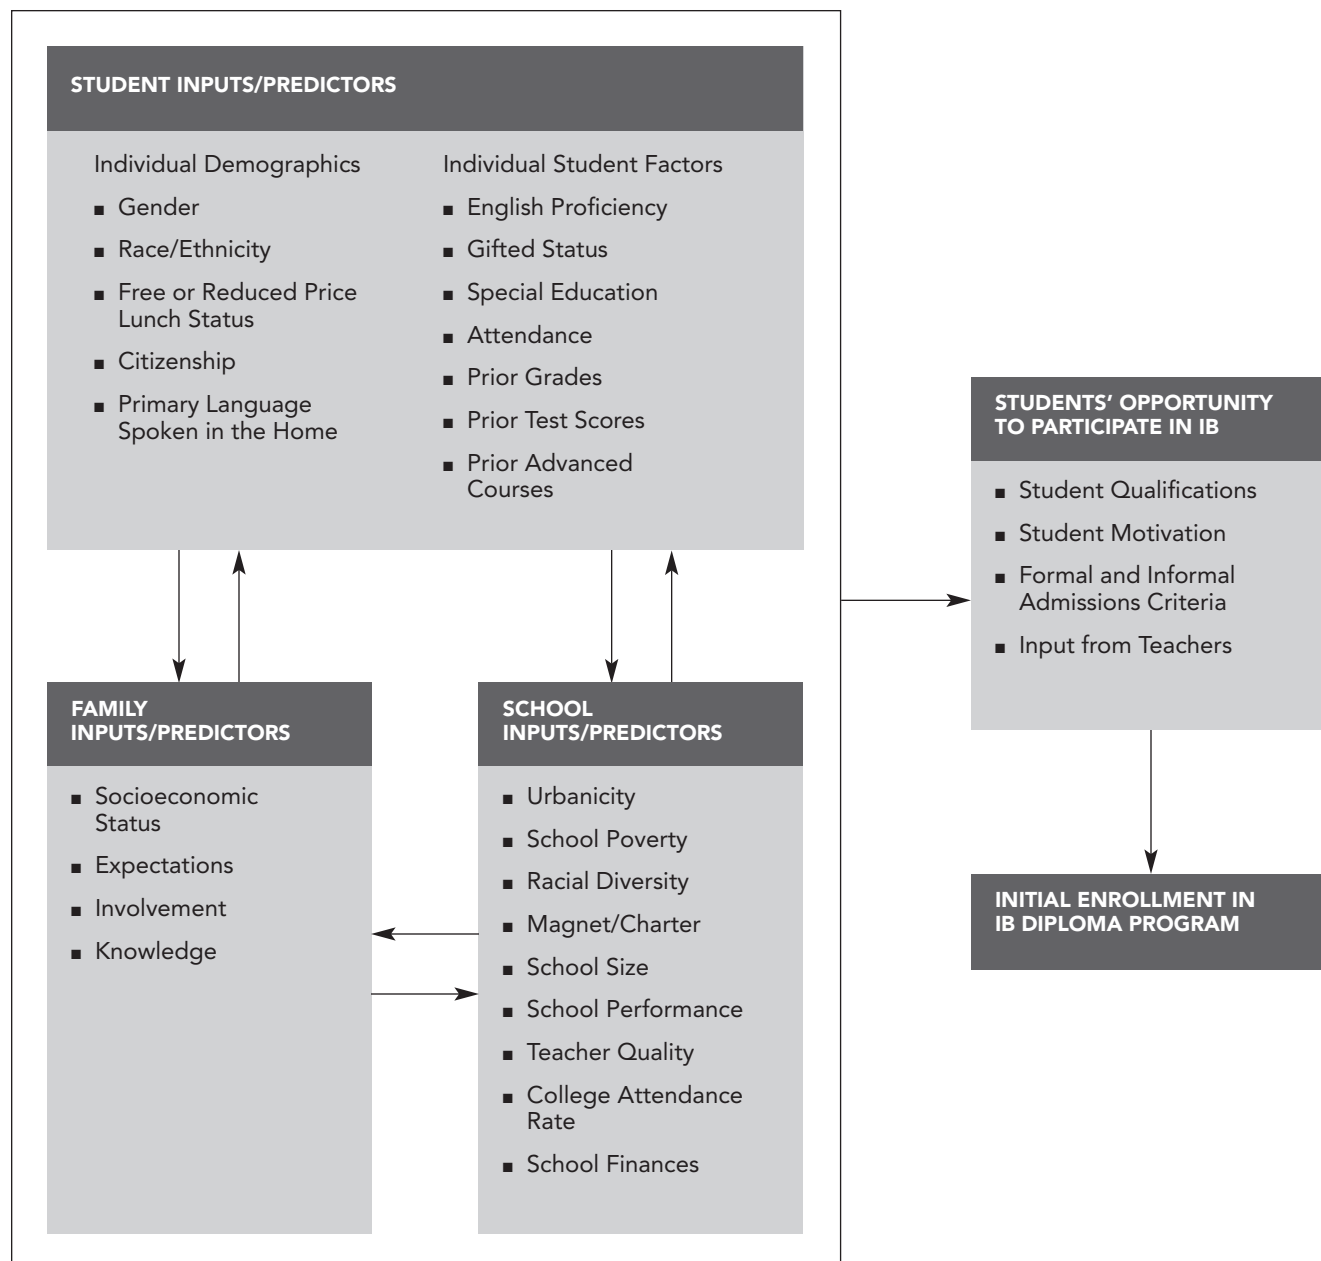 STUDENT INPUTS/PREDICTORS
Individual Demographics
■ Gender
■ Race/Ethnicity
■ Free or Reduced Price
Lunch Status
■ Citizenship
■ Primary Language
Spoken in the Home
Individual Student Factors
■ English Proficiency
■ Gifted Status
■ Special Education
■ Attendance
■ Prior Grades
■ Prior Test Scores
■ Prior Advanced
Courses
FAMILY
INPUTS/PREDICTORS
■ Socioeconomic
Status
■ Expectations
■ Involvement
■ Knowledge
SCHOOL
INPUTS/PREDICTORS
■ Urbanicity
■ School Poverty
■ Racial Diversity
■ Magnet/Charter
■ School Size
■ School Performance
■ Teacher Quality
■ College Attendance
Rate
■ School Finances
STUDENTS’ OPPORTUNITY
TO PARTICIPATE IN IB
■ Student Qualifications
■ Student Motivation
■ Formal and Informal
Admissions Criteria
■ Input from Teachers
INITIAL ENROLLMENT IN
IB DIPLOMA PROGRAM